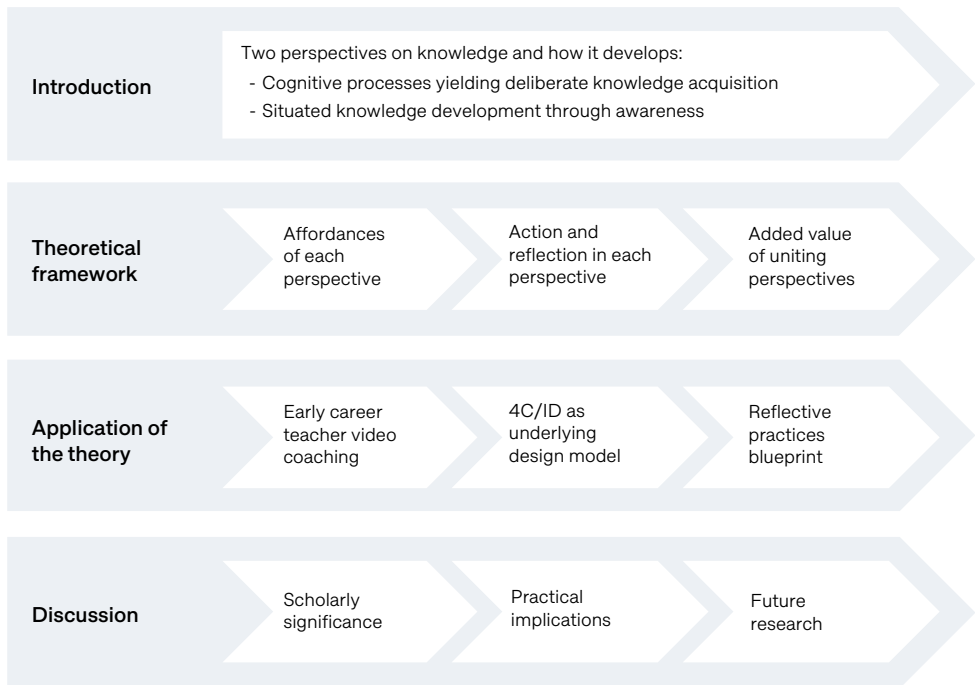 Introduction
Two perspectives on knowledge and how it develops:
- Cognitive processes yielding deliberate knowledge acquisition
- Situated knowledge development through awareness
Theoretical
framework
Affordances
of each
perspective
Action and
reflection in each
perspective
Added value
of uniting
perspectives
Application of
the theory
Early career
teacher video
coaching
4C/ID as
underlying
design model
Reflective
practices
blueprint
Discussion
Scholarly
significance
Practical
implications
Future
research